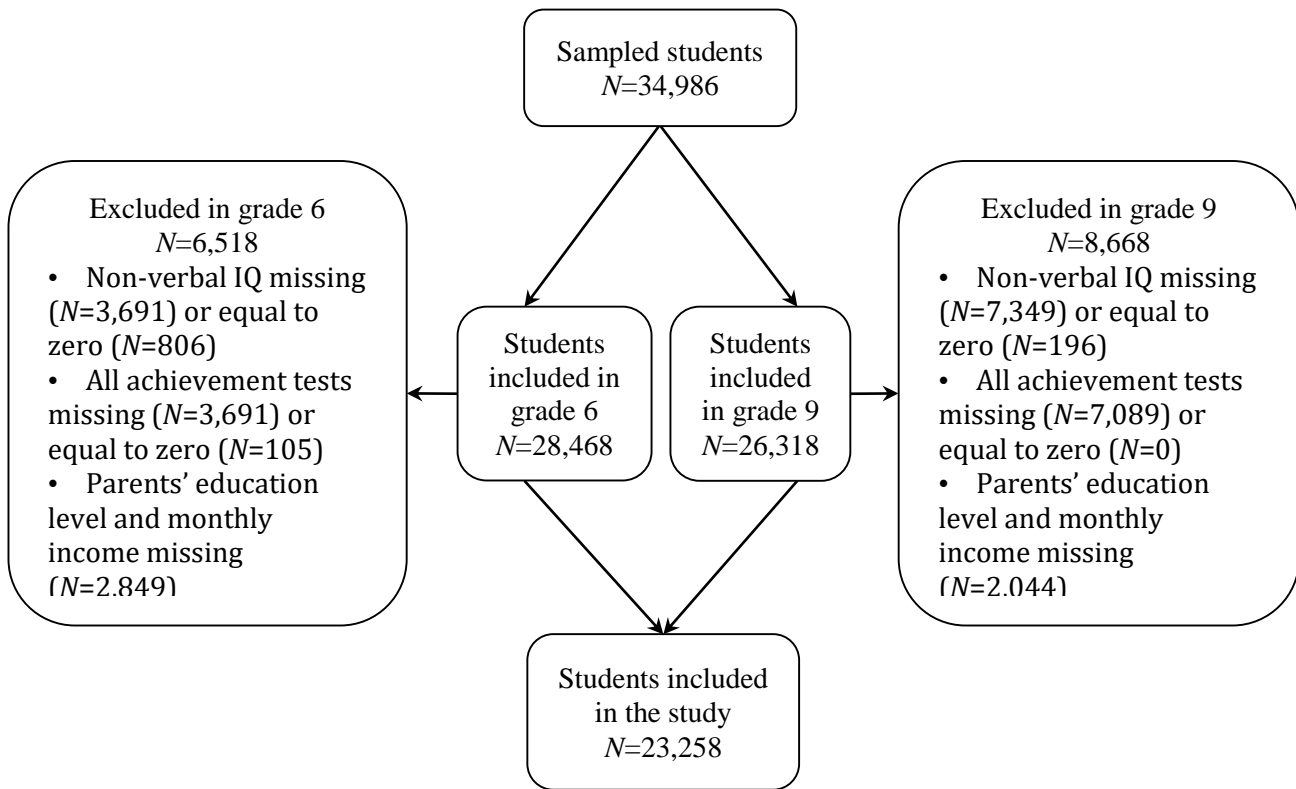 Sampled students
N=34,986
Excluded in grade 6
N=6,518
• Non-verbal IQ missing
(N=3,691) or equal to
zero (N=806)
• All achievement tests
missing (N=3,691) or
equal to zero (N=105)
• Parents’ education
level and monthly
income missing
(N=2.849)
Students
included in
grade 6
N=28,468
Students
included
in grade 9
N=26,318
Excluded in grade 9
N=8,668
• Non-verbal IQ missing
(N=7,349) or equal to
zero (N=196)
• All achievement tests
missing (N=7,089) or
equal to zero (N=0)
• Parents’ education
level and monthly
income missing
(N=2.044)
Students included
in the study
N=23,258